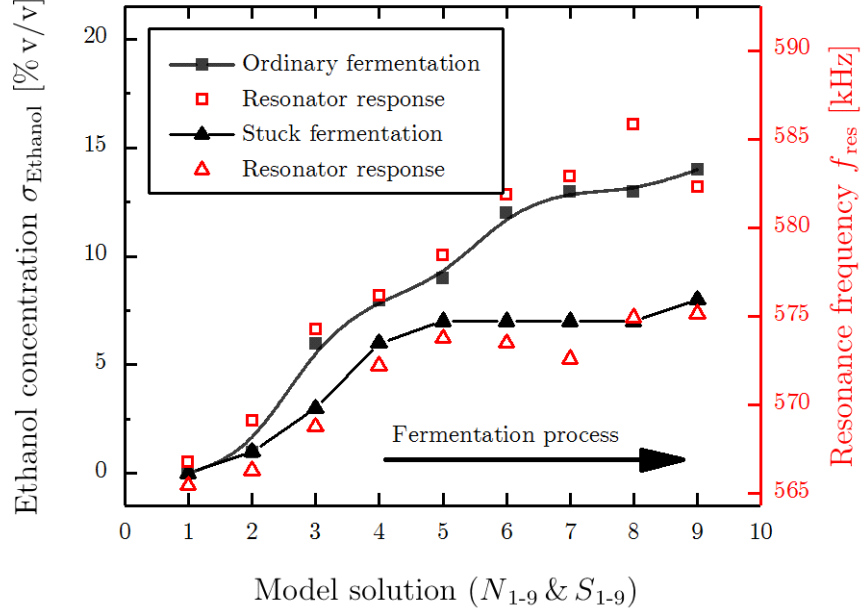 Ethanol concentration σEthanol [% v/v]
20
15
10
5
0
Ordinary fermentation
Resonator response
Stuck fermentation
Resonator response
Fermentation process
590
585
580
575
570
565
Resonance frequency fres [kHz]
0 1 2 3 4 5 6 7 8 9 10
Model solution (N1-9 & S1-9)